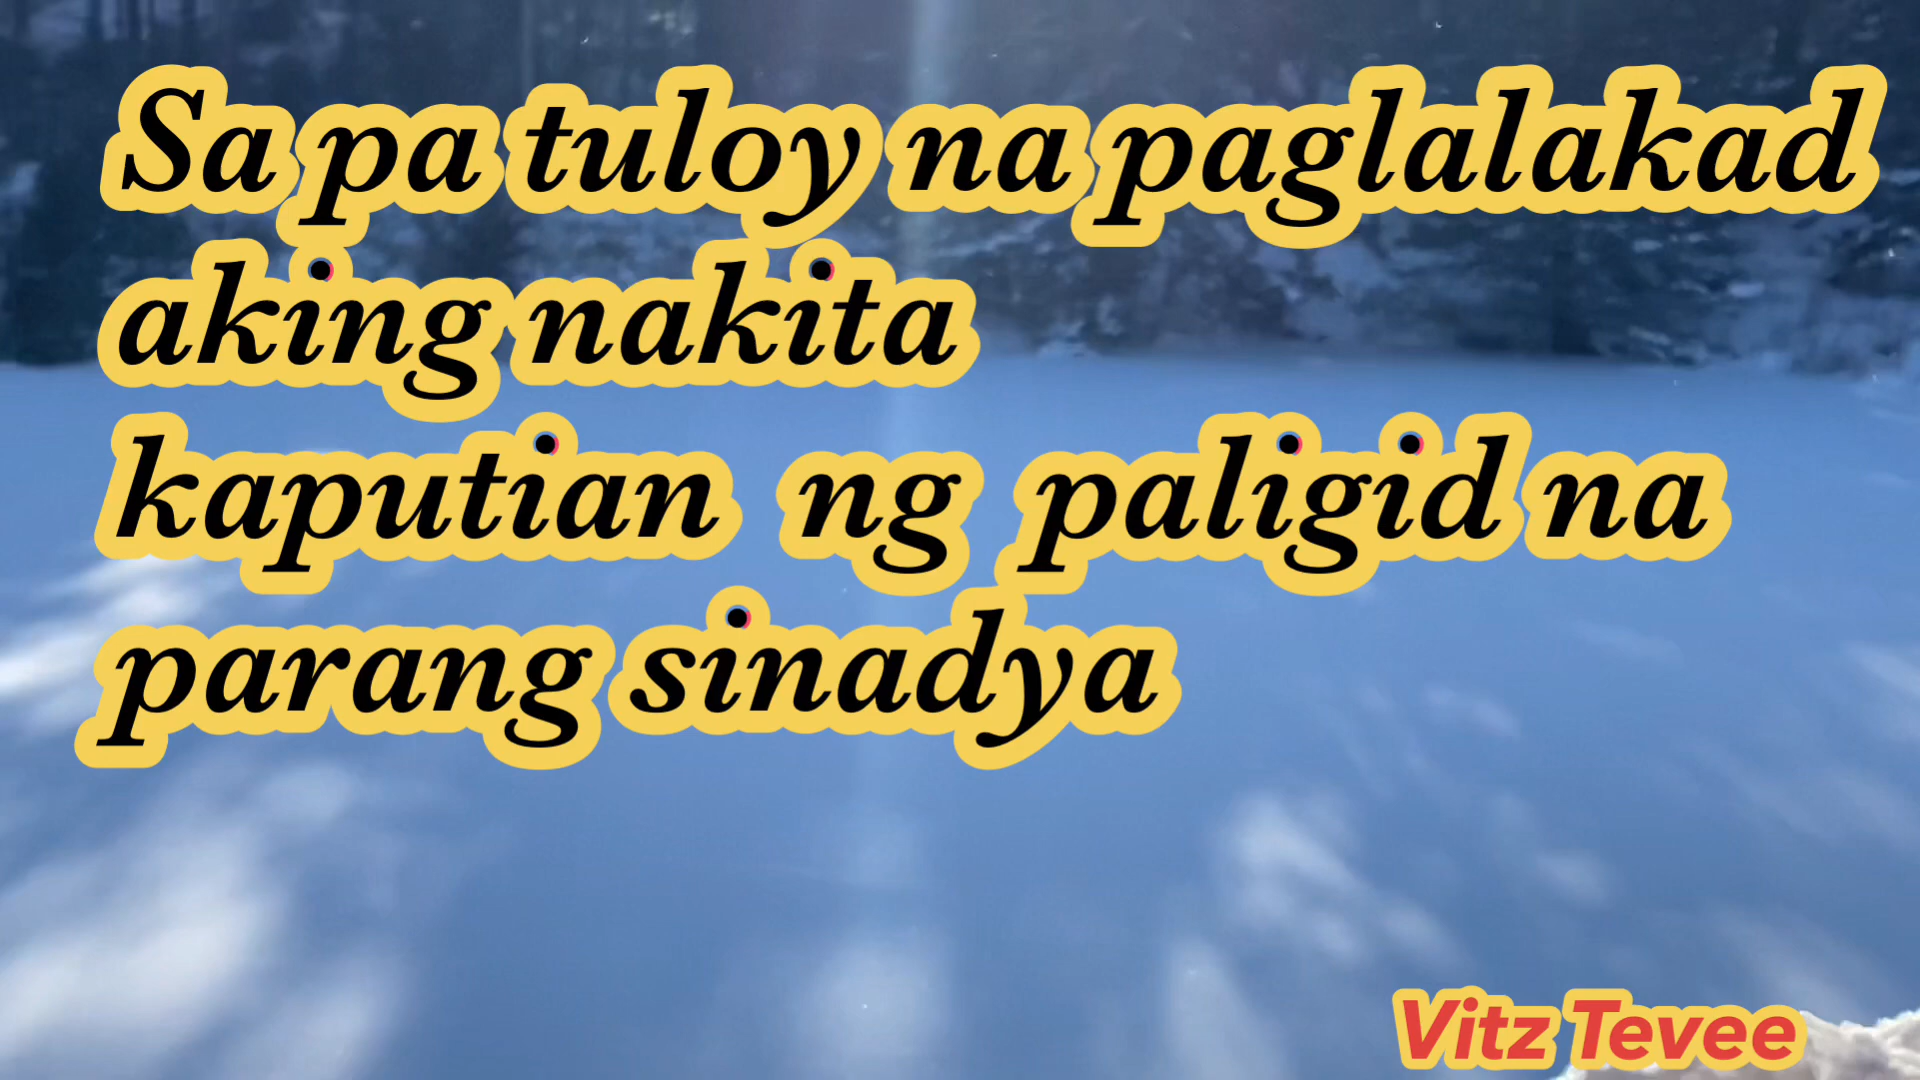 Sa pa tuloy na paglalakad
aking nakita
kaputian ng paligid na
parang sinadya
Vitz Tevee